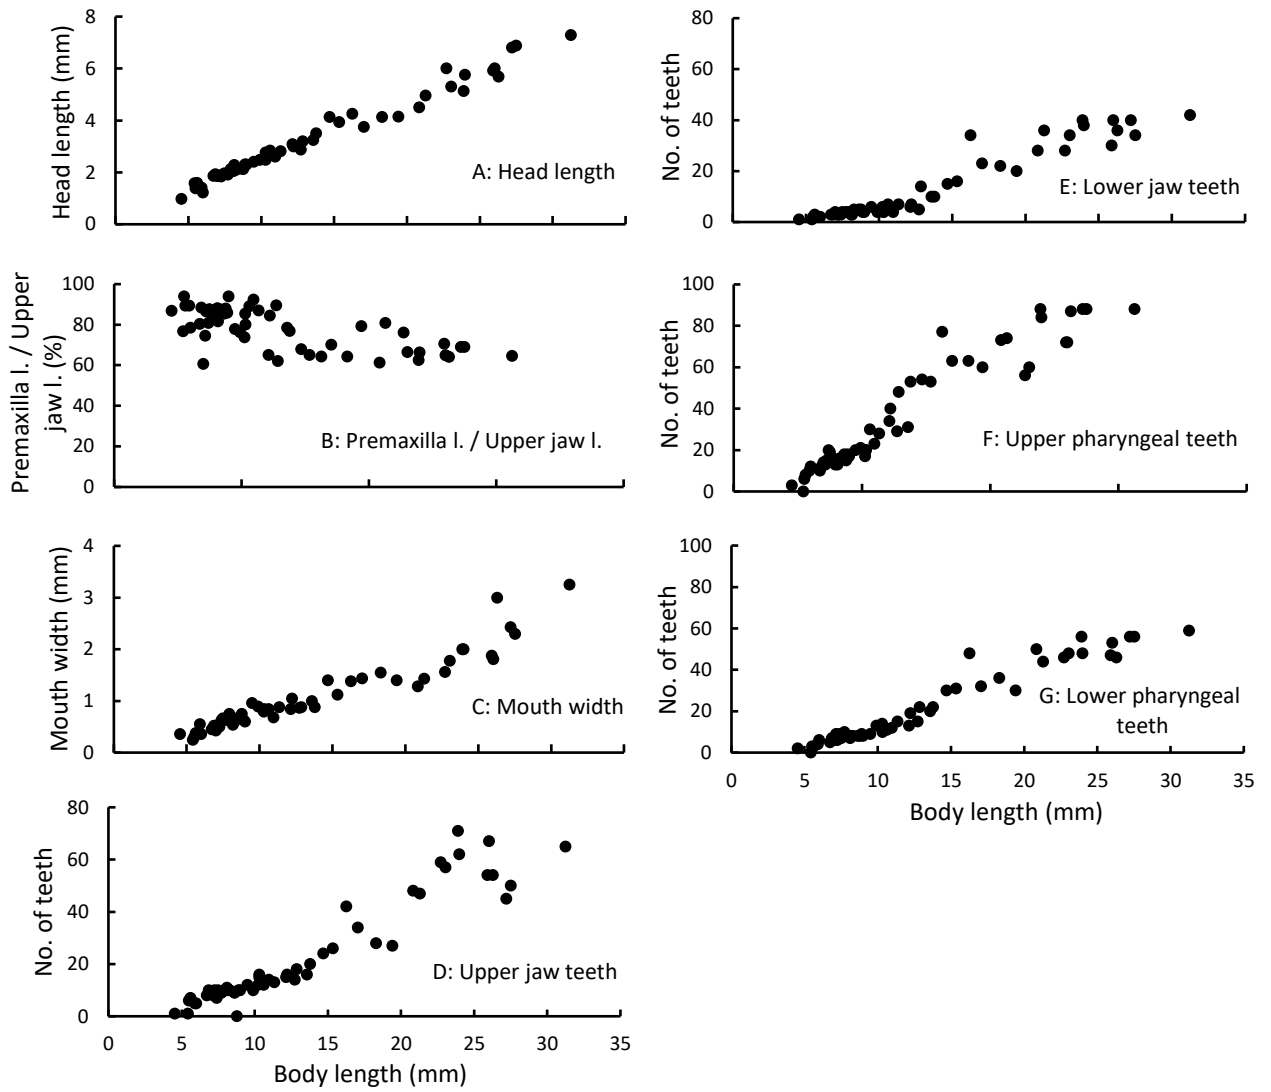 8
6
4
2
0
Head length (mm)
A: Head length
100
80
60
40
20
0
Premaxilla l. / Upper
jaw l. (%)
B: Premaxilla l. / Upper jaw l.
4
3
2
1
0
Mouth width (mm)
C: Mouth width
80
60
40
20
0
No. of teeth
D: Upper jaw teeth
0 5 10 15 20 25 30 35
Body length (mm)
80
60
40
20
0
No. of teeth
E: Lower jaw teeth
100
80
60
40
20
0
No. of teeth
F: Upper pharyngeal teeth
100
80
60
40
20
0
No. of teeth
G: Lower pharyngeal
teeth
0 5 10 15 20 25 30 35
Body length (mm)